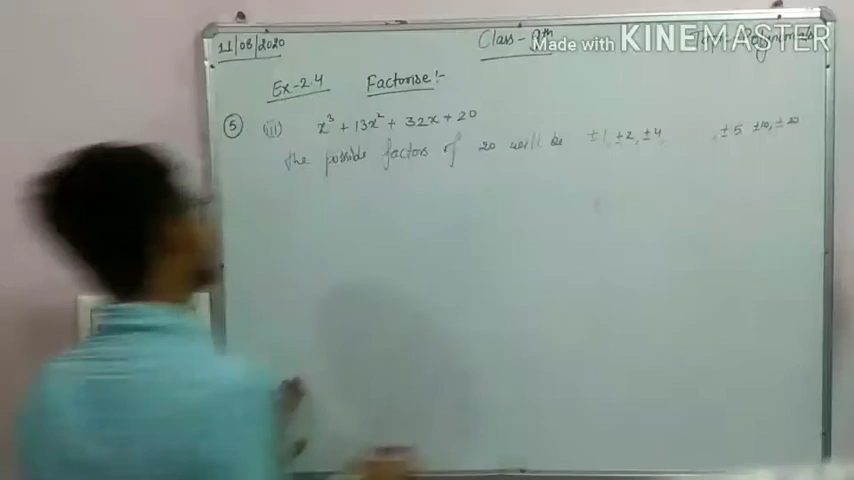 11/08/2020 Class-9th Made with KINEMASTER
Ex-2.4 Factorise:-
(5) (iii) x³ + 13x² + 32x + 20
The possible factors of 20 will be ±1, ±2, ±4, , ±5 ±10, ±20